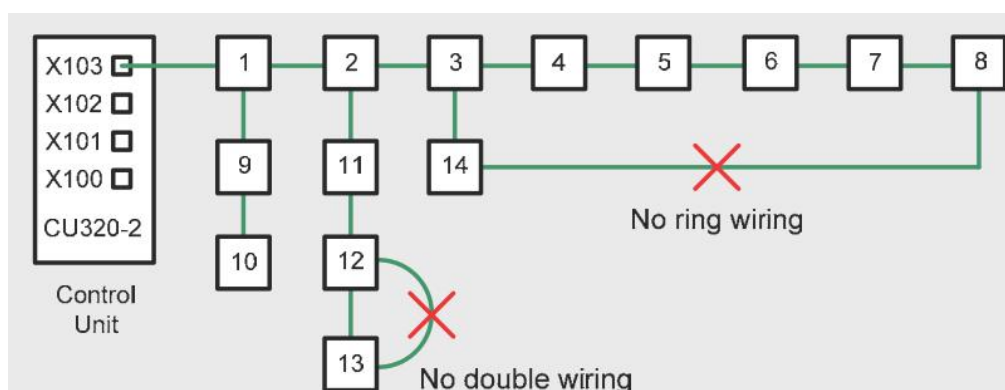 X103
X102
X101
X100
CU320-2
Control
Unit
1 2 3 4 5 6 7 8
9 11 14
No ring wiring
10 12
13
No double wiring